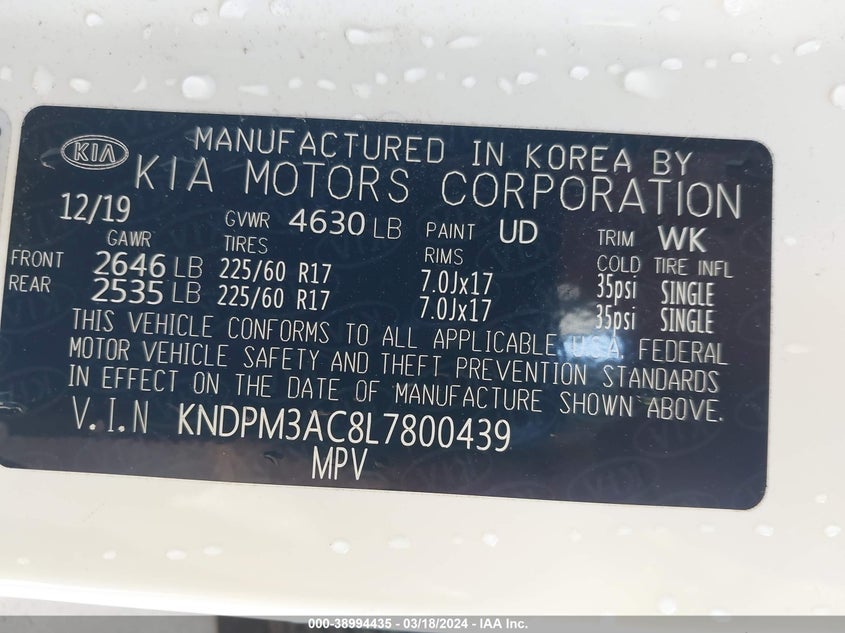 KIA MANUFACTURED IN KOREA BY
KIA MOTORS CORPORATION
12/19 GVWR 4630 LB PAINT UD TRIM WK
GAWR TIRES RIMS COLD TIRE INFL
FRONT 2646 LB 225/60 R17 7.0Jx17 35psi SINGLE
REAR 2535 LB 225/60 R17 7.0Jx17 35psi SINGLE
THIS VEHICLE CONFORMS TO ALL APPLICABLE U.S.A. FEDERAL
MOTOR VEHICLE SAFETY AND THEFT PREVENTION STANDARDS
IN EFFECT ON THE DATE OF MANUFACTURE SHOWN ABOVE.
V.I.N KNDPM3AC8L7800439
MPV
000-38994435 - 03/18/2024 - IAA Inc.